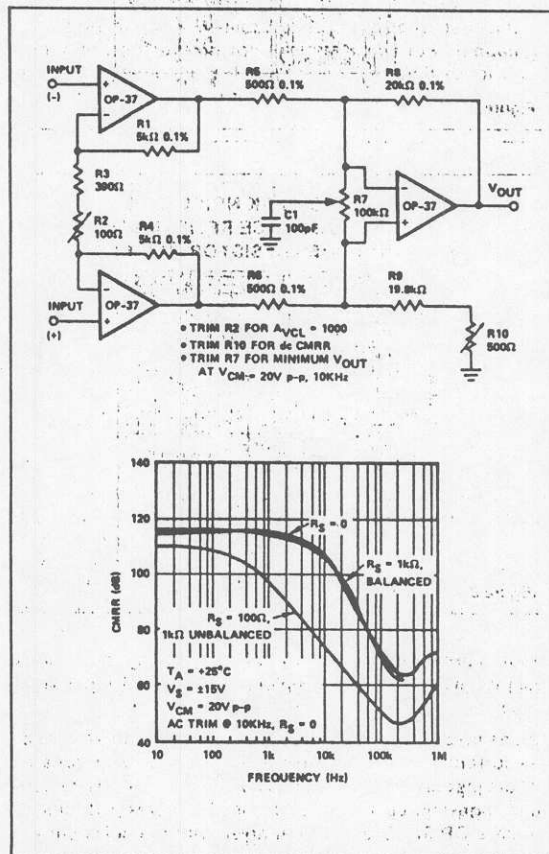 INPUT
(-)
+
OP-37
-
R5
500Ω 0.1%
R8
20kΩ 0.1%
R1
5kΩ 0.1%
R3
390Ω
R2
100Ω
R4
5kΩ 0.1%
C1
100pF
R7
100kΩ
-
OP-37
+
VOUT
-
OP-37
+
INPUT
(+)
R6
500Ω 0.1%
R9
19.8kΩ
R10
500Ω
• TRIM R2 FOR AVCL = 1000
• TRIM R10 FOR dc CMRR
• TRIM R7 FOR MINIMUM VOUT
AT VCM = 20V p-p, 10KHz
140
120
100
80
60
40
CMRR (dB)
RS = 0
RS = 1kΩ,
BALANCED
RS = 100Ω,
1kΩ UNBALANCED
TA = +25°C
VS = ±15V
VCM = 20V p-p
AC TRIM @ 10KHz, RS = 0
10 100 1k 10k 100k 1M
FREQUENCY (Hz)